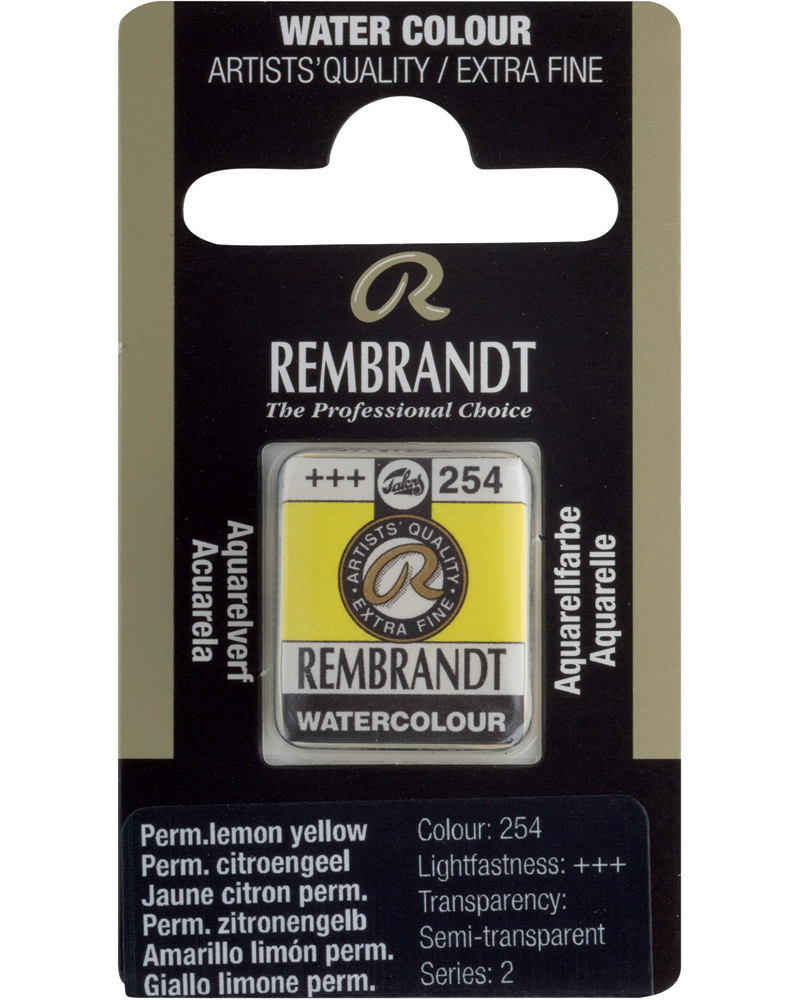 WATER COLOUR
ARTISTS'QUALITY / EXTRA FINE
R
REMBRANDT
The Professional Choice
+++ Talens 254
ARTISTS' QUALITY
R
EXTRA FINE
REMBRANDT
WATERCOLOUR
Aquarelverf
Acuarela
Aquarellfarbe
Aquarelle
Perm.lemon yellow
Perm. citroengeel
Jaune citron perm.
Perm. zitronengelb
Amarillo limón perm.
Giallo limone perm.
Colour: 254
Lightfastness: +++
Transparency:
Semi-transparent
Series: 2